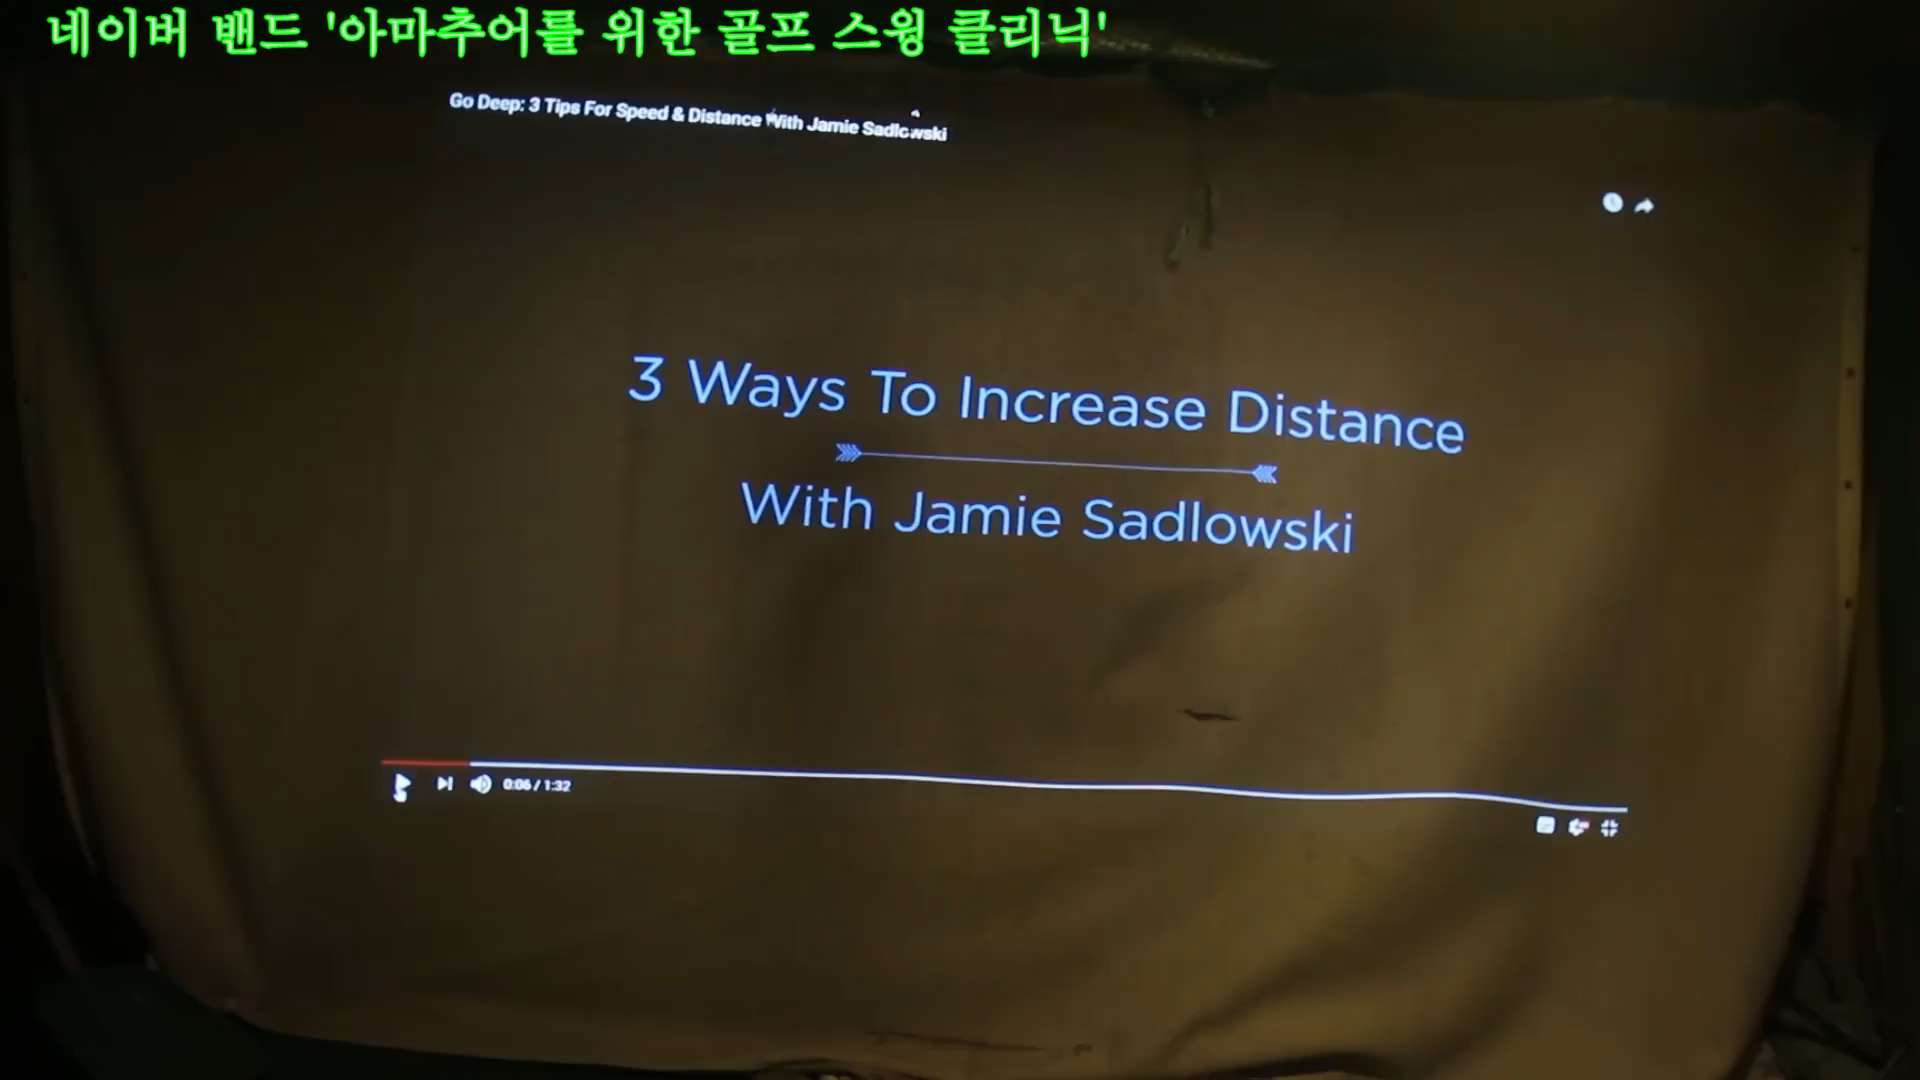 네이버 밴드 '아마추어를 위한 골프 스윙 클리닉'
Go Deep: 3 Tips For Speed & Distance With Jamie Sadlowski
3 Ways To Increase Distance
With Jamie Sadlowski
0:06 / 1:32